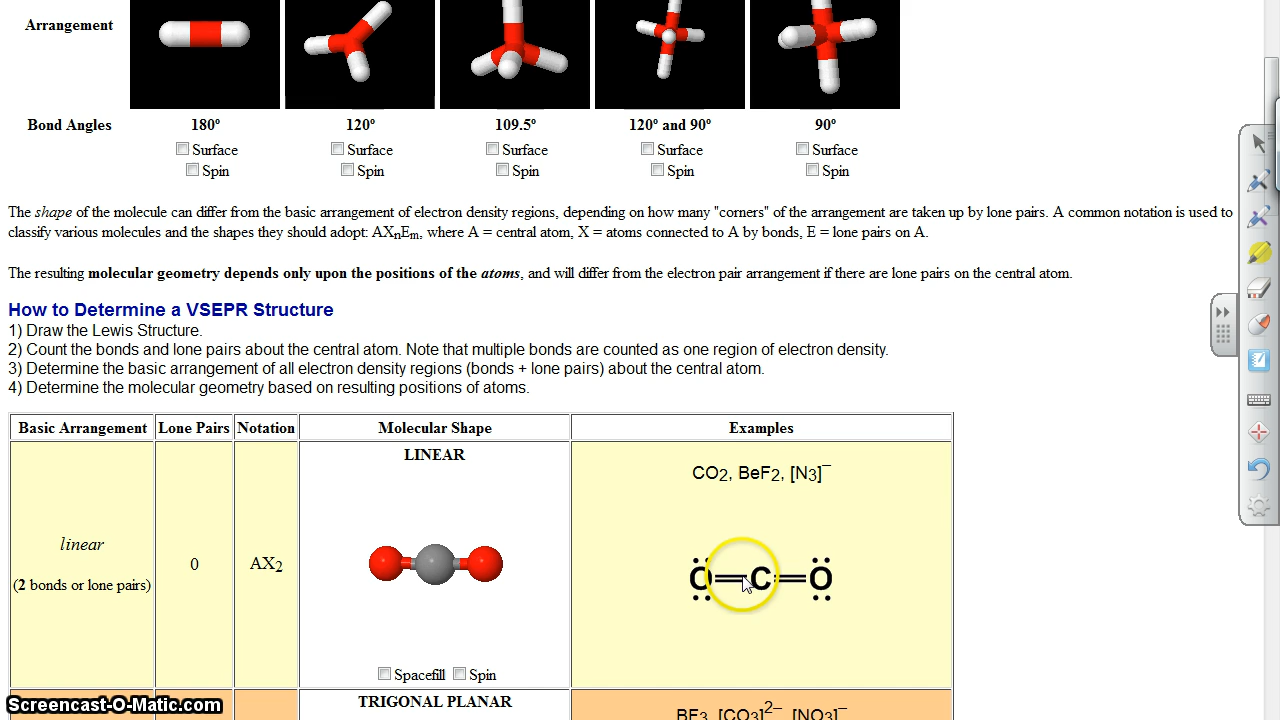 Arrangement
Bond Angles 180º 120º 109.5º 120º and 90º 90º
Surface Surface Surface Surface Surface
Spin Spin Spin Spin Spin
The shape of the molecule can differ from the basic arrangement of electron density regions, depending on how many "corners" of the arrangement are taken up by lone pairs. A common notation is used to
classify various molecules and the shapes they should adopt: AXnEm, where A = central atom, X = atoms connected to A by bonds, E = lone pairs on A.
The resulting molecular geometry depends only upon the positions of the atoms, and will differ from the electron pair arrangement if there are lone pairs on the central atom.
How to Determine a VSEPR Structure
1) Draw the Lewis Structure.
2) Count the bonds and lone pairs about the central atom. Note that multiple bonds are counted as one region of electron density.
3) Determine the basic arrangement of all electron density regions (bonds + lone pairs) about the central atom.
4) Determine the molecular geometry based on resulting positions of atoms.
Basic Arrangement Lone Pairs Notation Molecular Shape Examples
LINEAR
CO2, BeF2, [N3]–
linear
0 AX2
(2 bonds or lone pairs)
O=C=O
Spacefill Spin
TRIGONAL PLANAR
BF3, [CO3]2–, [NO3]–
Screencast-O-Matic.com